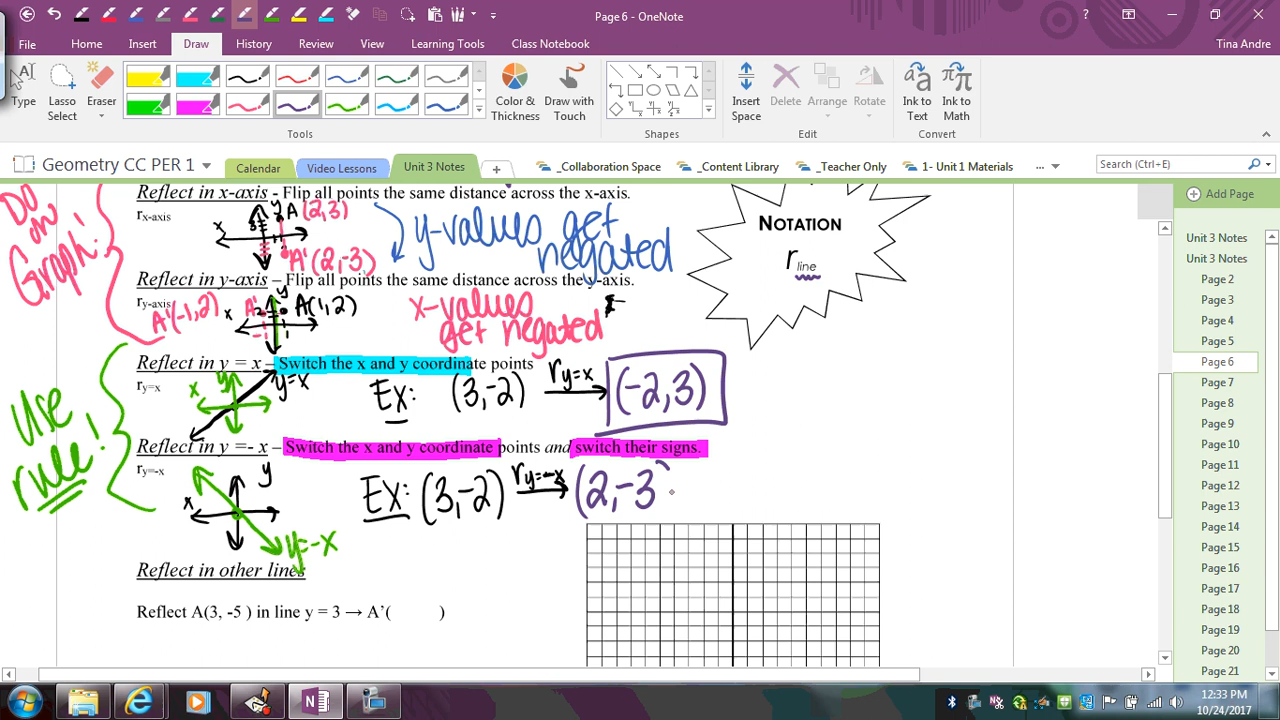 Page 6 - OneNote
File Home Insert Draw History Review View Learning Tools Class Notebook Tina Andre
Type Lasso Select Eraser Color & Thickness Draw with Touch Insert Space Delete Arrange Rotate Ink to Text Ink to Math
Tools Shapes Edit Convert
Geometry CC PER 1 Calendar Video Lessons Unit 3 Notes + _Collaboration Space _Content Library _Teacher Only 1- Unit 1 Materials ... Search (Ctrl+E)
Add Page
Unit 3 Notes
Unit 3 Notes
Page 2
Page 3
Page 4
Page 5
Page 6
Page 7
Page 8
Page 9
Page 10
Page 11
Page 12
Page 13
Page 14
Page 15
Page 16
Page 17
Page 18
Page 19
Page 20
Page 21
Do on Graph!
Reflect in x-axis - Flip all points the same distance across the x-axis.
rx-axis
x y A (2,3)
3
A'(2,-3)
y-values get negated
NOTATION
r line
Reflect in y-axis – Flip all points the same distance across the y-axis.
ry-axis
A'(-1,2) A' x y 2 A(1,2)
-1 1
x-values get negated
Use rule!
Reflect in y = x – Switch the x and y coordinate points
ry=x
x y y=x
EX: (3,-2) ry=x (-2,3)
Reflect in y =- x – Switch the x and y coordinate points and switch their signs.
ry=-x
x y y=-x
EX: (3,-2) ry=-x (2,-3)
Reflect in other lines
Reflect A(3, -5 ) in line y = 3 → A'( )
12:33 PM
10/24/2017